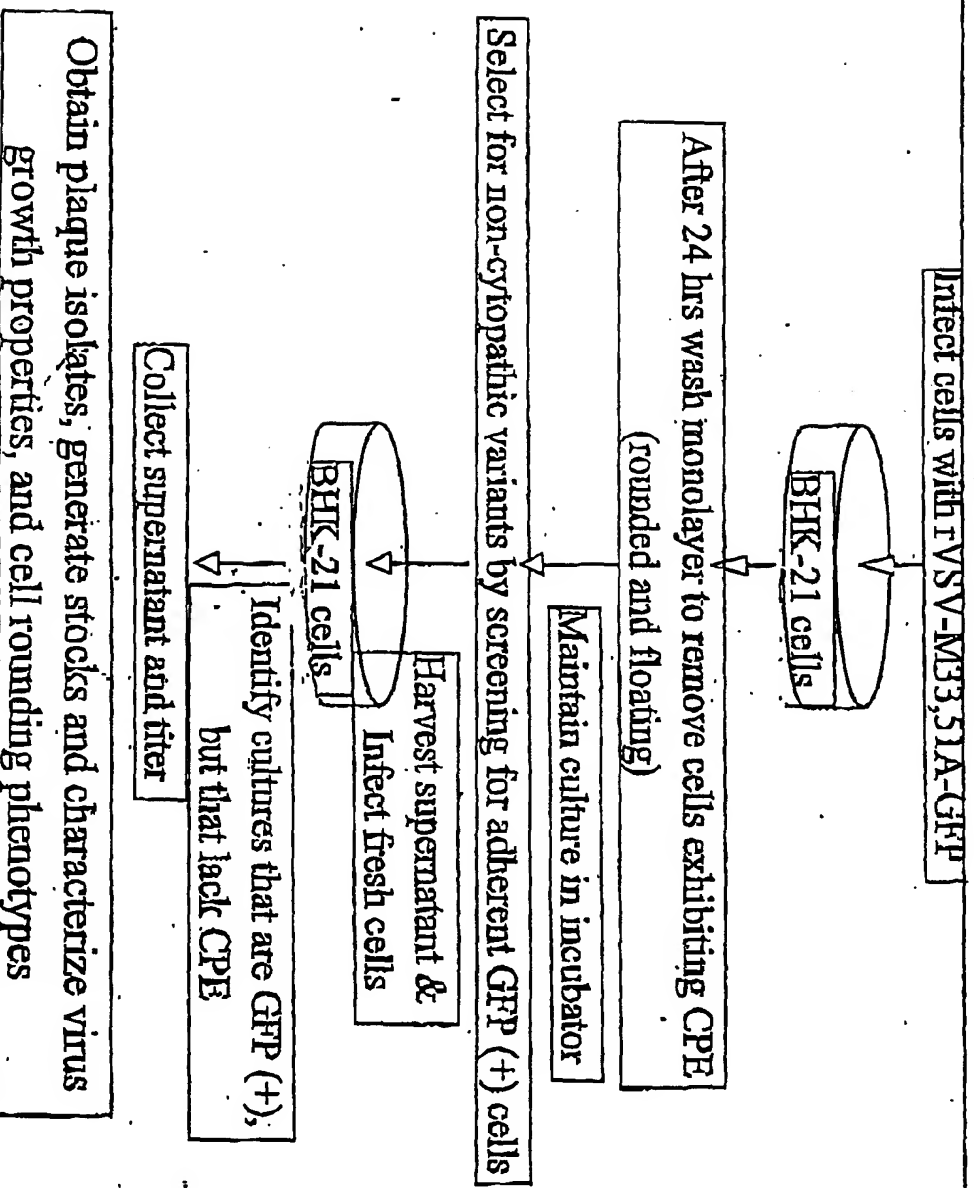 Infect cells with rVSV-M33,51A-GFP
BHK-21 cells
After 24 hrs wash monolayer to remove cells exhibiting CPE
(rounded and floating)
Maintain culture in incubator
Select for non-cytopathic variants by screening for adherent GFP (+) cells
Harvest supernatant &
Infect fresh cells
BHK-21 cells
Identify cultures that are GFP (+),
but that lack CPE
Collect supernatant and titer
Obtain plaque isolates, generate stocks and characterize virus
growth properties, and cell rounding phenotypes